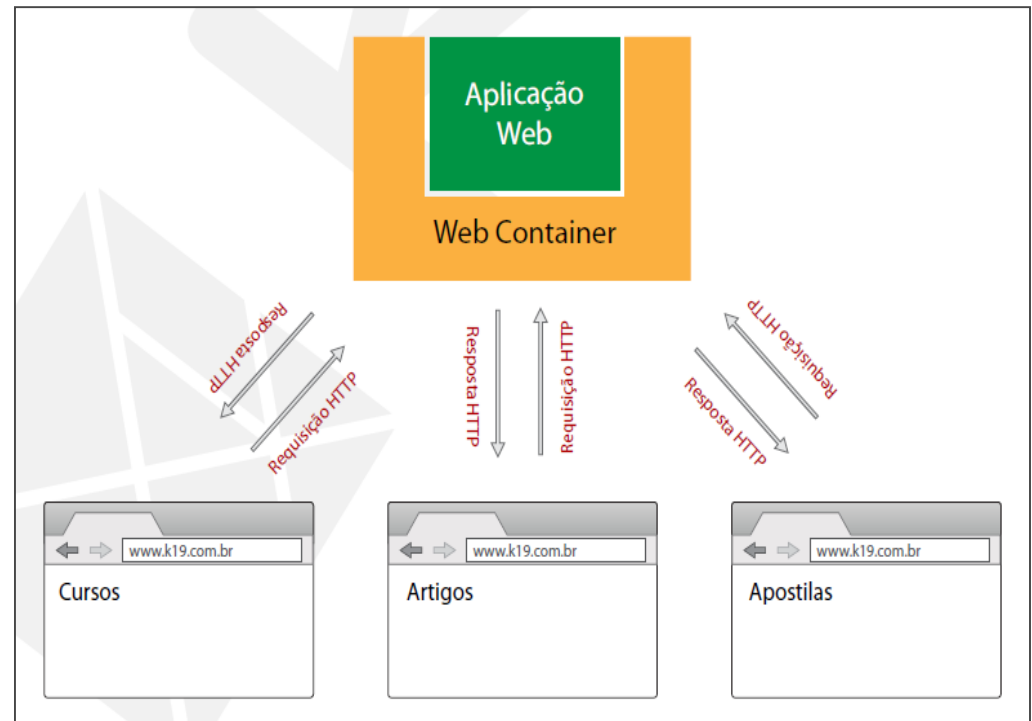 Aplicação
Web
Web Container
Resposta HTTP
Requisição HTTP
Resposta HTTP
Requisição HTTP
Resposta HTTP
Requisição HTTP
www.k19.com.br
Cursos
www.k19.com.br
Artigos
www.k19.com.br
Apostilas